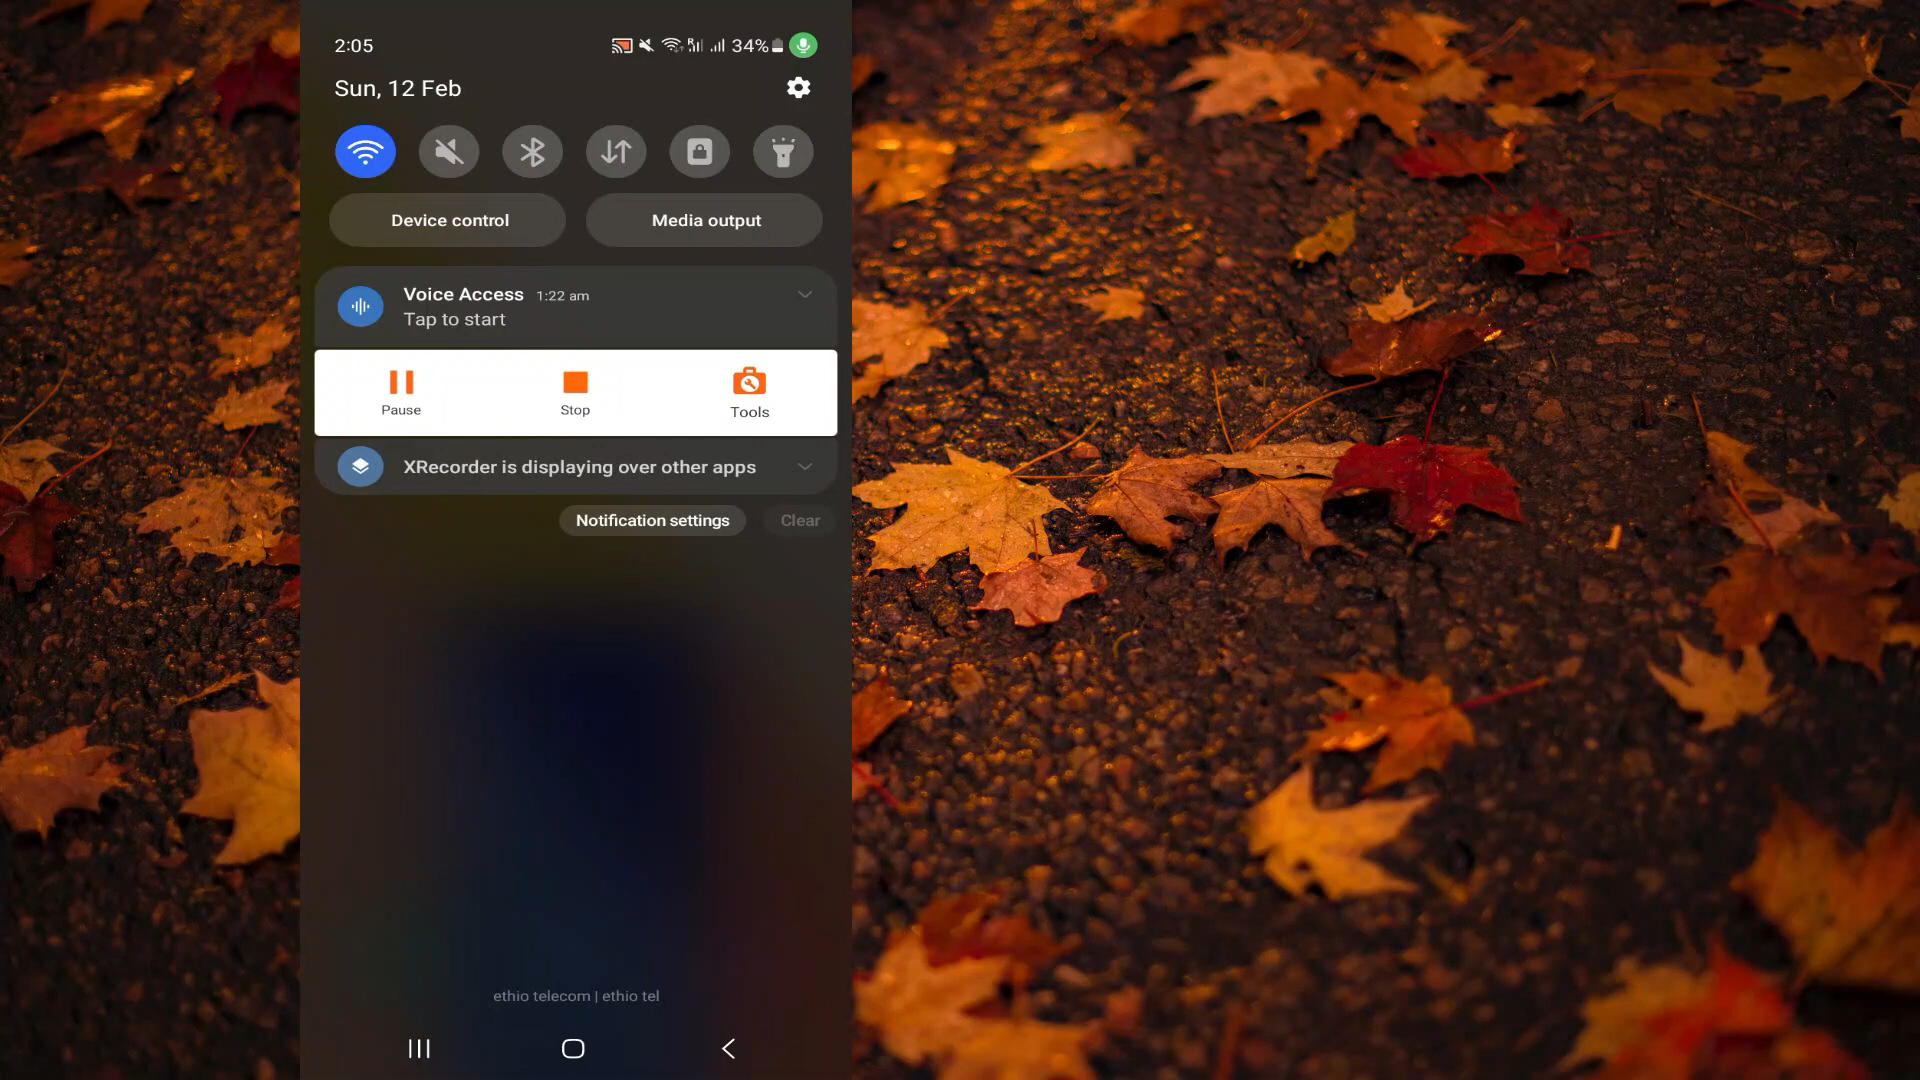 2:05
34%
Sun, 12 Feb
Device control
Media output
Voice Access 1:22 am
Tap to start
Pause
Stop
Tools
XRecorder is displaying over other apps
Notification settings
Clear
ethio telecom | ethio tel